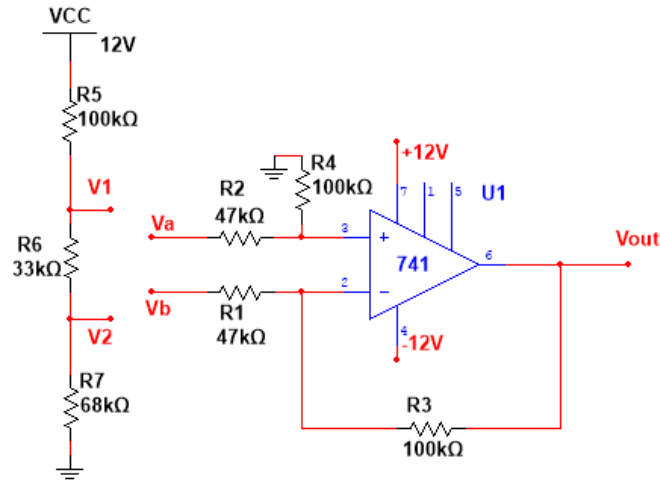 VCC
12V
R5
100kΩ
V1
R6
33kΩ
V2
R7
68kΩ
R4
100kΩ
R2
47kΩ
Va
Vb
R1
47kΩ
+12V
7
1
5
U1
3
+
741
2
−
6
4
-12V
Vout
R3
100kΩ